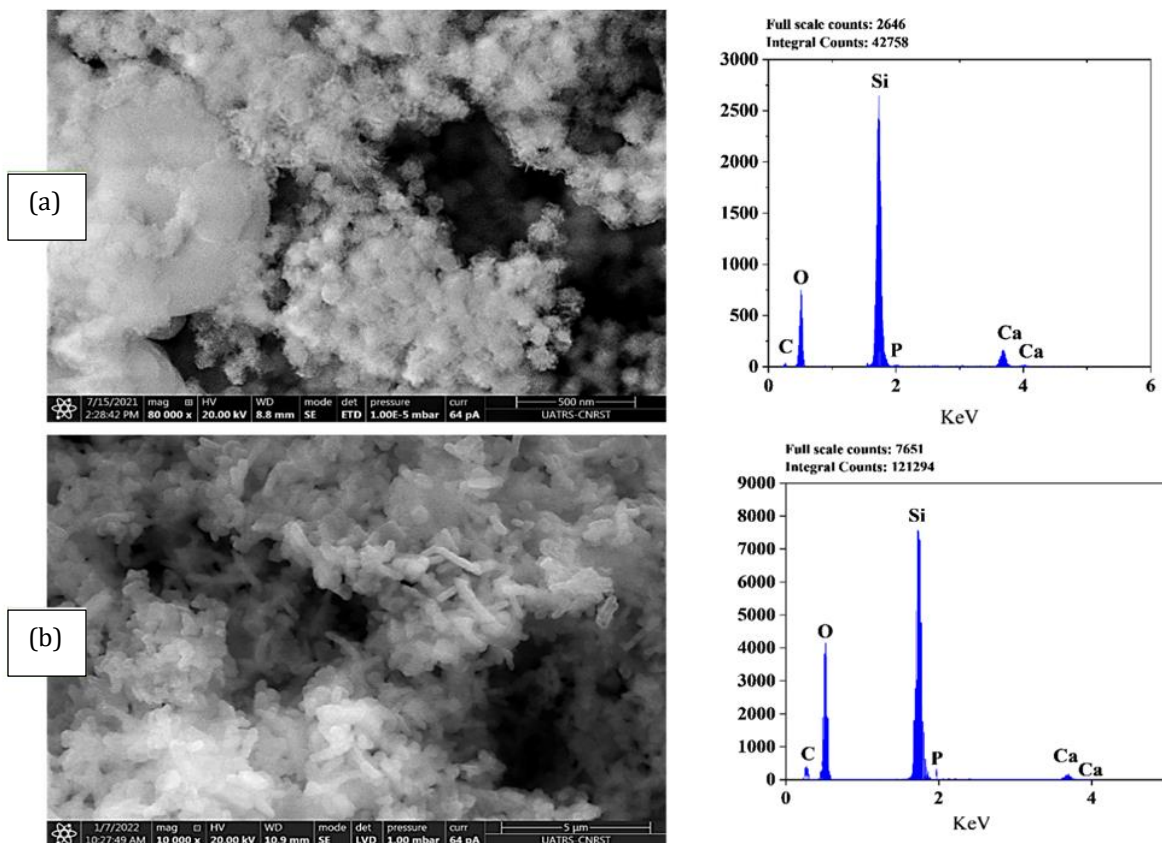 (a)
7/15/2021 mag HV WD mode det pressure curr 500 nm
2:28:42 PM 80 000 x 20.00 kV 8.8 mm SE ETD 1.00E-5 mbar 64 pA UATRS-CNRST
Full scale counts: 2646
Integral Counts: 42758
3000
2500
2000
1500
1000
500
0
Si
O
C
P
Ca
Ca
0 2 4 6
KeV
(b)
1/7/2022 mag HV WD mode det pressure curr 5 µm
10:27:49 AM 10 000 x 20.00 kV 10.9 mm SE LVD 1.00 mbar 64 pA UATRS-CNRST
Full scale counts: 7651
Integral Counts: 121294
9000
8000
7000
6000
5000
4000
3000
2000
1000
0
Si
O
C
P
Ca
Ca
0 2 4
KeV